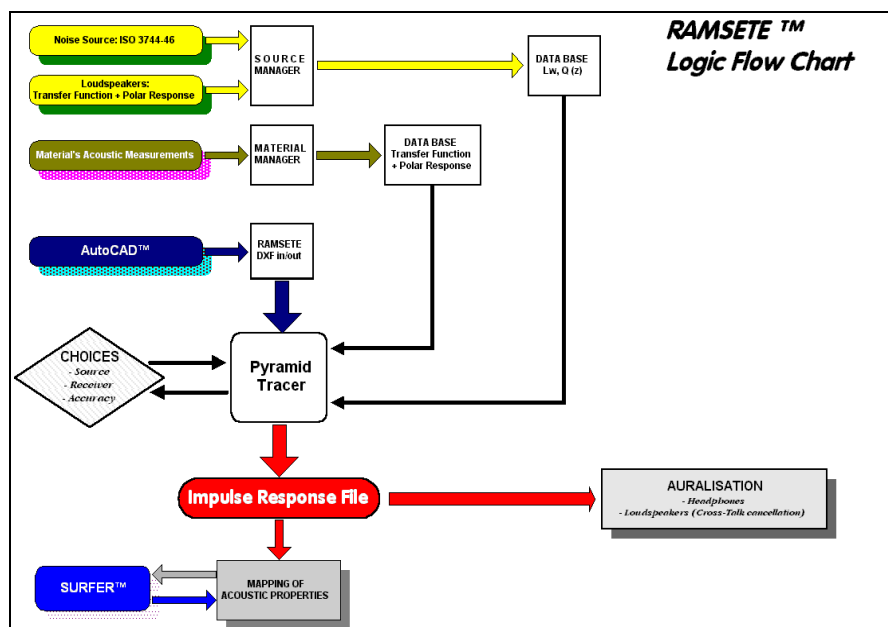 RAMSETE ™
Logic Flow Chart
Noise Source: ISO 3744-46
Loudspeakers:
Transfer Function + Polar Response
SOURCE
MANAGER
DATA BASE
Lw, Q (z)
Material's Acoustic Measurements
MATERIAL
MANAGER
DATA BASE
Transfer Function
+ Polar Response
AutoCAD™
RAMSETE
DXF in/out
CHOICES
- Source
- Receiver
- Accuracy
Pyramid
Tracer
Impulse Response File
AURALISATION
- Headphones
- Loudspeakers (Cross-Talk cancellation)
SURFER™
MAPPING OF
ACOUSTIC PROPERTIES